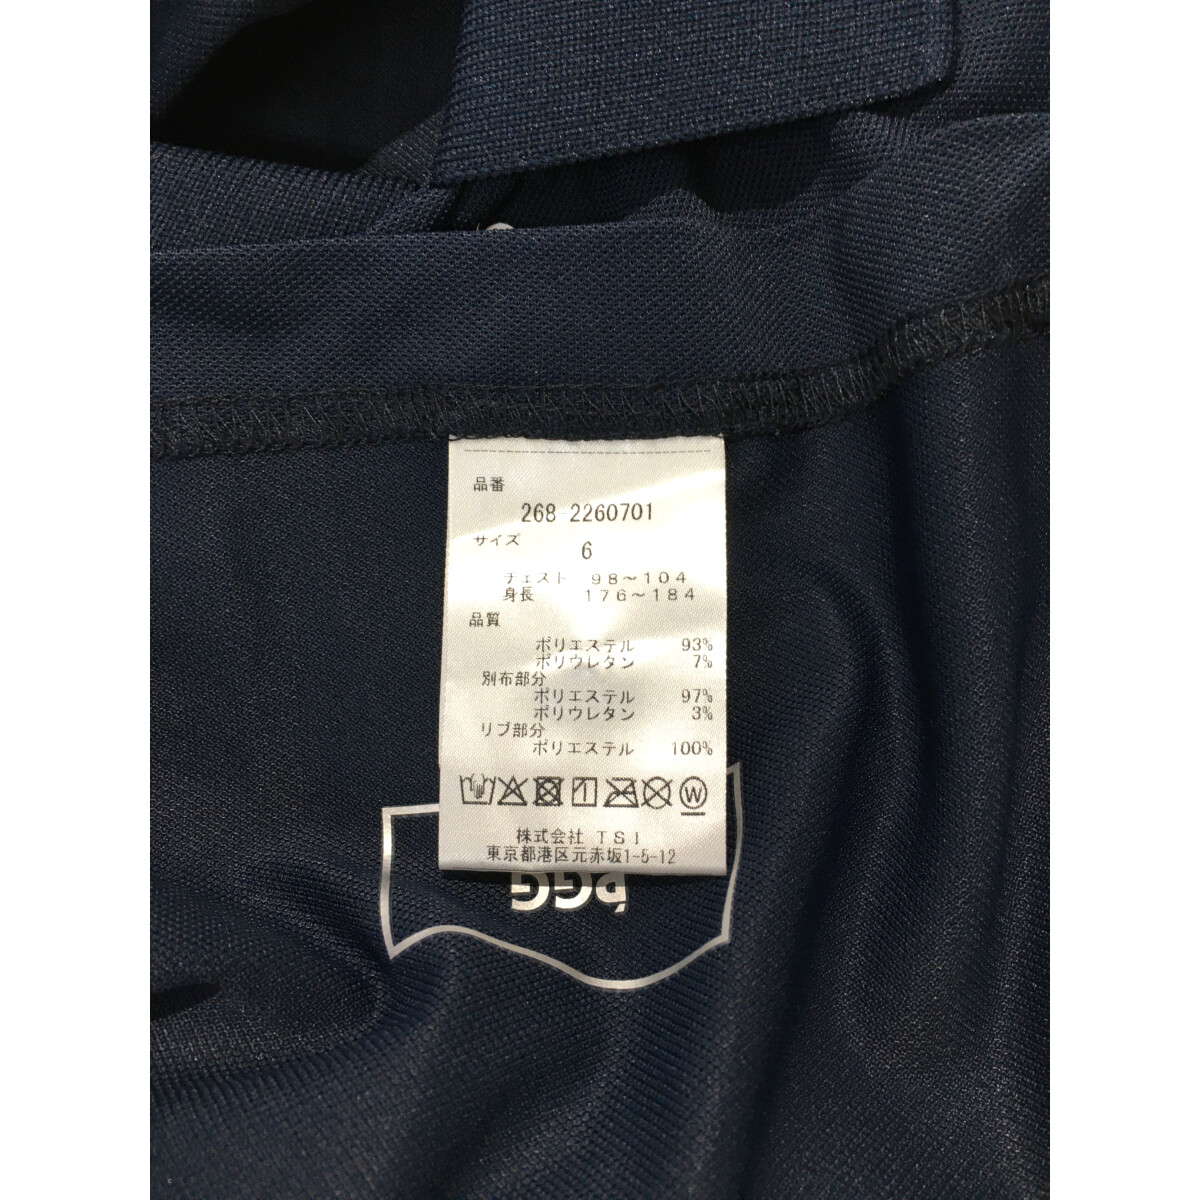 品番
268-2260701
サイズ
6
チェスト 98～104
身長 176～184
品質
ポリエステル 93%
ポリウレタン 7%
別布部分
ポリエステル 97%
ポリウレタン 3%
リブ部分
ポリエステル 100%
W
株式会社 TSI
東京都港区元赤坂1-5-12
PGG